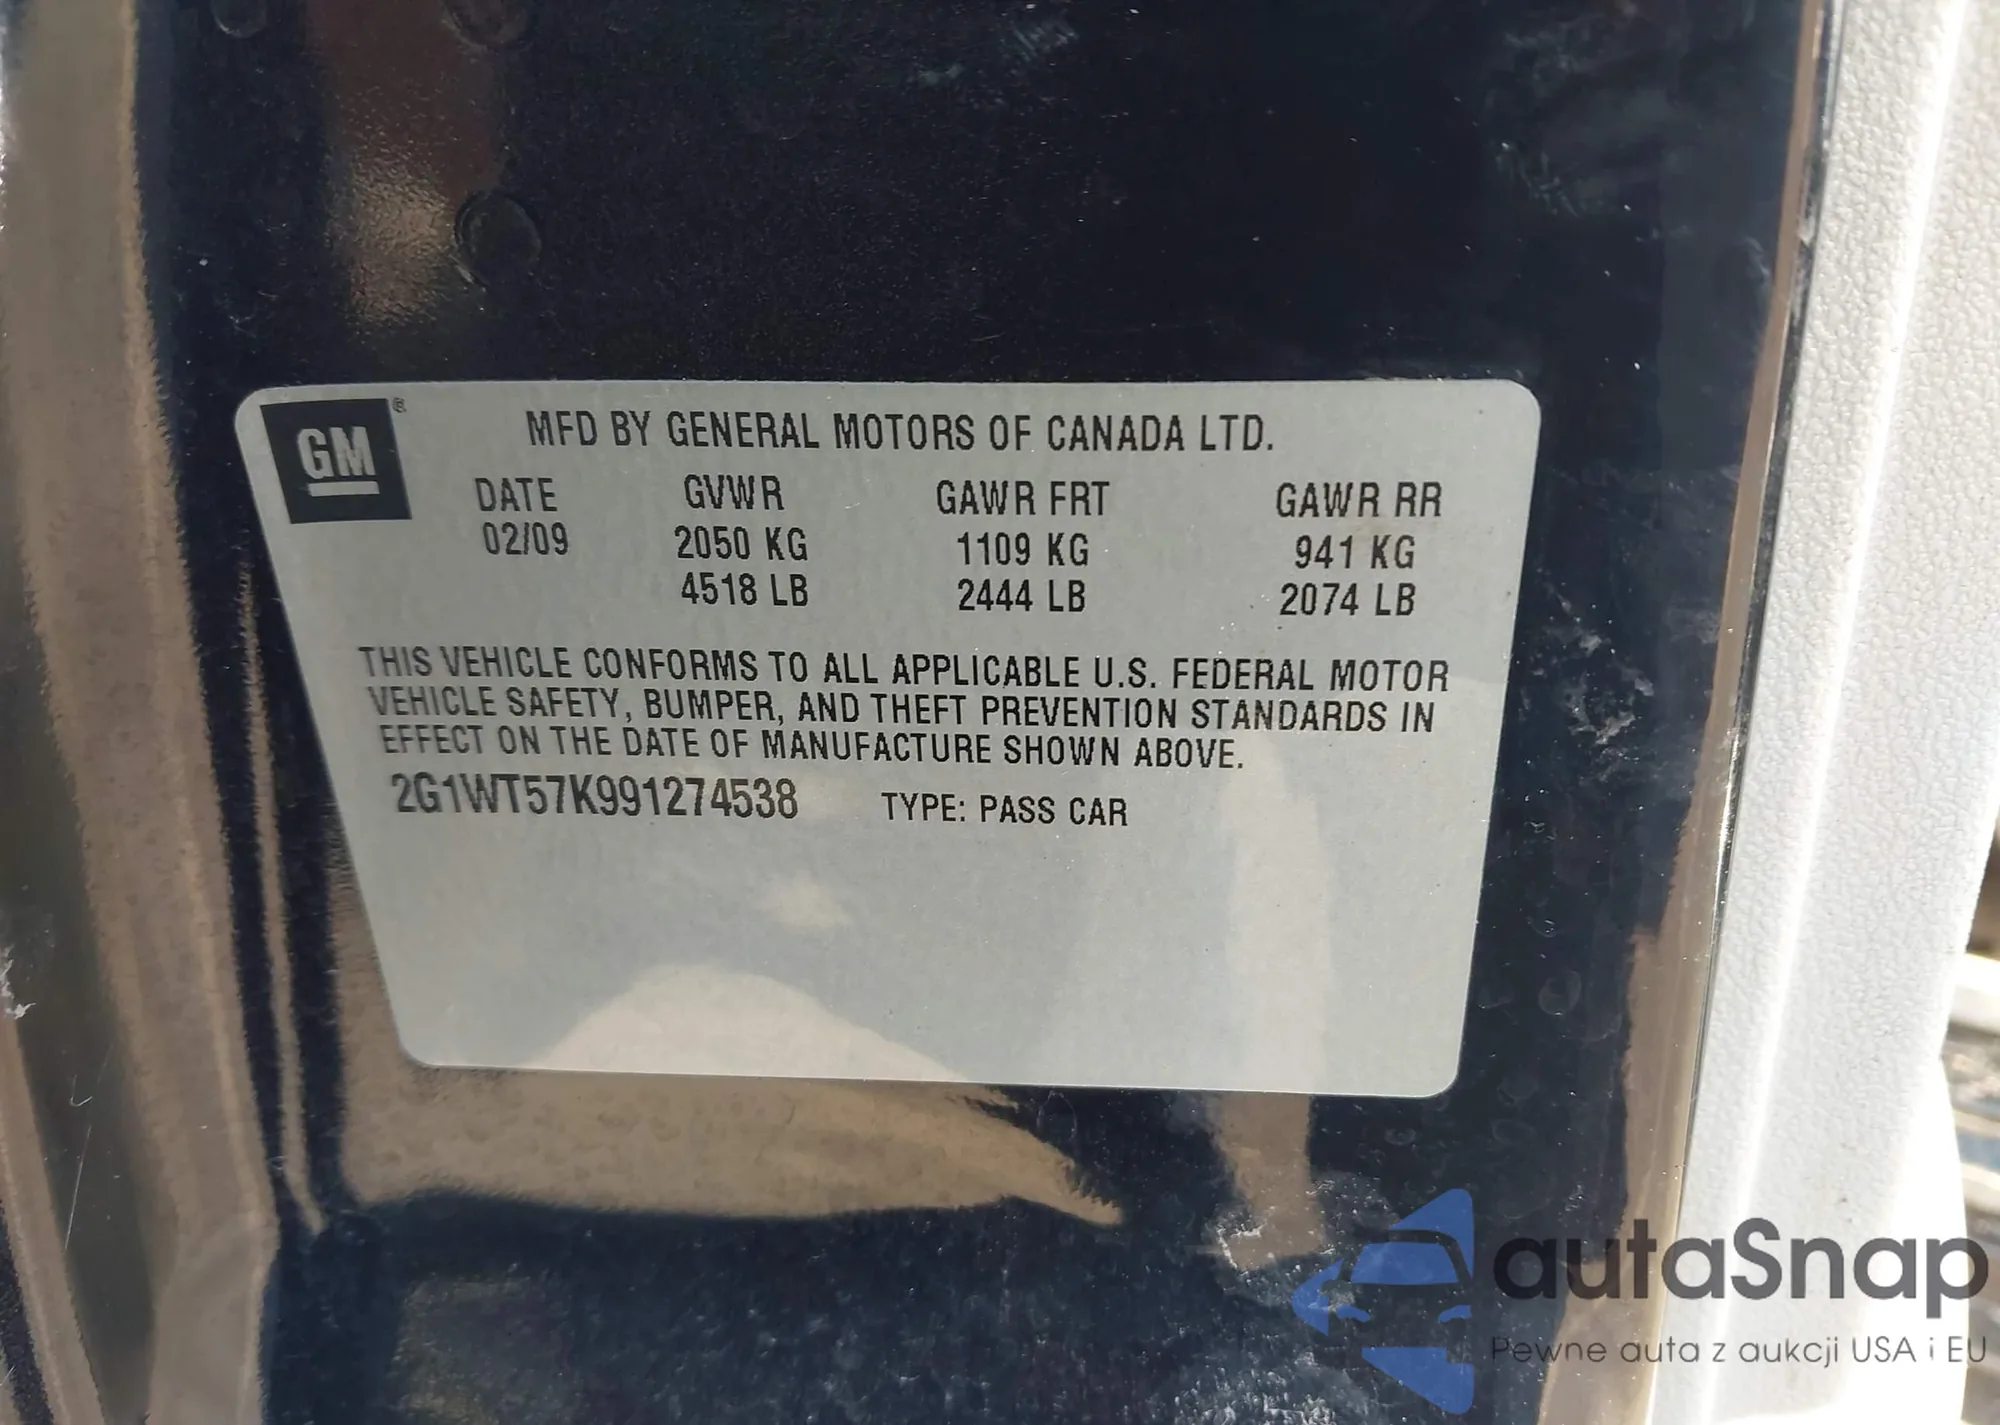 GM®
MFD BY GENERAL MOTORS OF CANADA LTD.
DATE GVWR GAWR FRT GAWR RR
02/09 2050 KG 1109 KG 941 KG
4518 LB 2444 LB 2074 LB
THIS VEHICLE CONFORMS TO ALL APPLICABLE U.S. FEDERAL MOTOR
VEHICLE SAFETY, BUMPER, AND THEFT PREVENTION STANDARDS IN
EFFECT ON THE DATE OF MANUFACTURE SHOWN ABOVE.
2G1WT57K991274538 TYPE: PASS CAR
autaSnap
Pewne auta z aukcji USA i EU